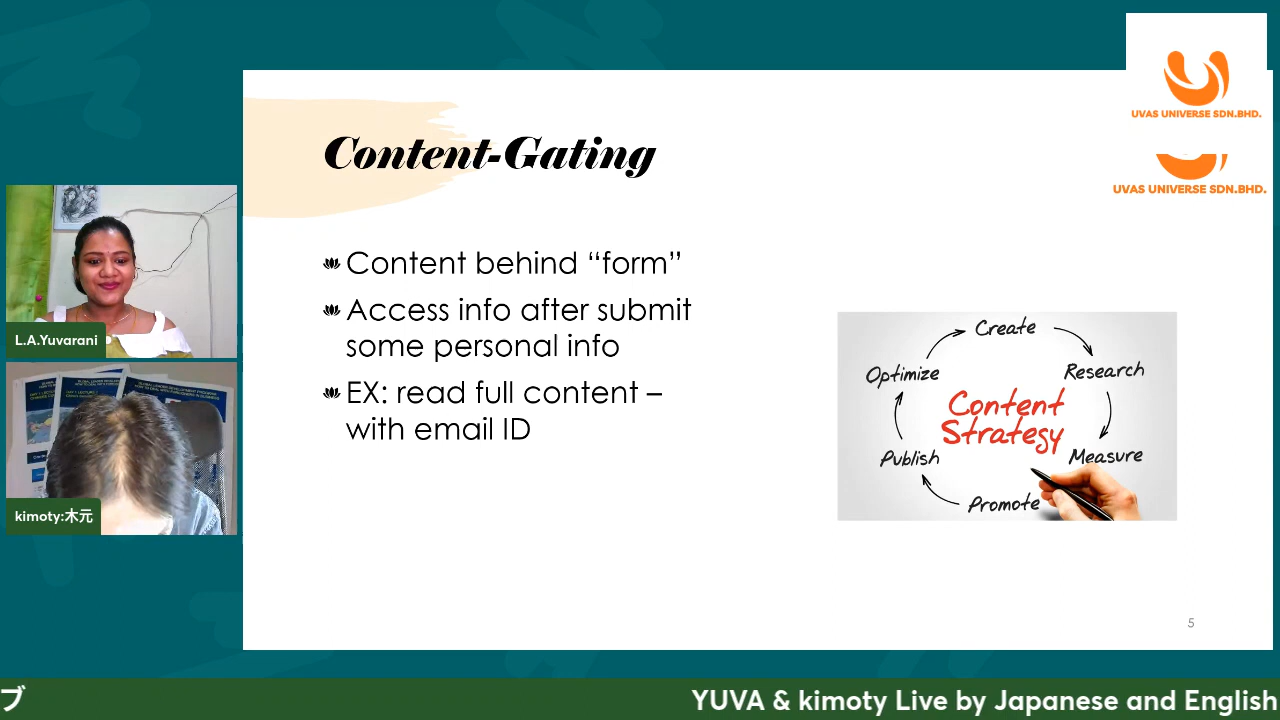 UVAS UNIVERSE SDN.BHD.
UVAS UNIVERSE SDN.BHD.
Content-Gating
Content behind “form”
Access info after submit
some personal info
EX: read full content –
with email ID
Create
Research
Measure
Promote
Publish
Optimize
Content
Strategy
5
L.A.Yuvarani
kimoty:木元
ブ
YUVA & kimoty Live by Japanese and English